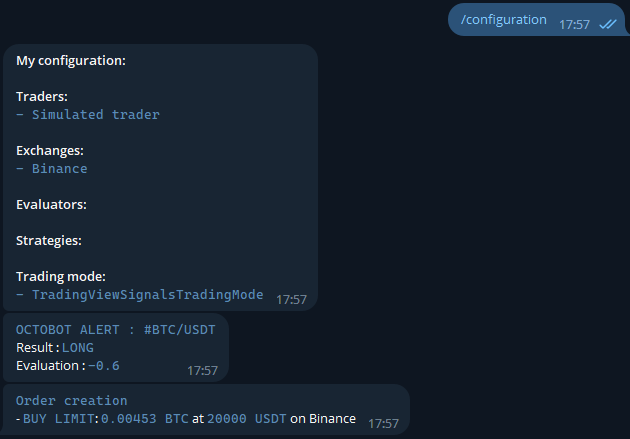 /configuration 17:57
My configuration:
Traders:
- Simulated trader
Exchanges:
- Binance
Evaluators:
Strategies:
Trading mode:
- TradingViewSignalsTradingMode 17:57
OCTOBOT ALERT : #BTC/USDT
Result : LONG
Evaluation : -0.6 17:57
Order creation
- BUY LIMIT: 0.00453 BTC at 20000 USDT on Binance 17:57